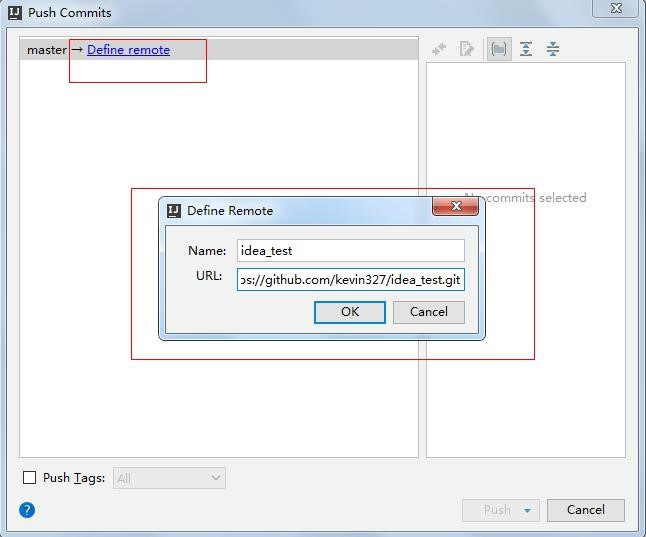 Push Commits
master → Define remote
No commits selected
Define Remote
Name: idea_test
URL: ps://github.com/kevin327/idea_test.git
OK Cancel
Push Tags: All
Push Cancel